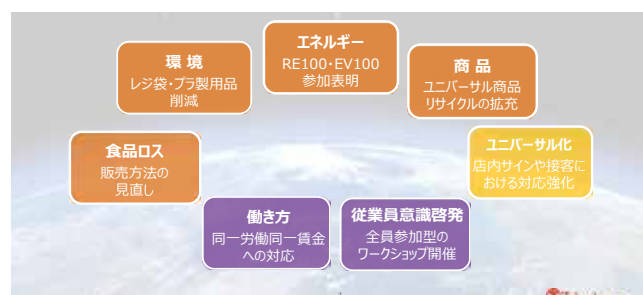 エネルギー
RE100・EV100
参加表明
環 境
レジ袋・プラ製用品
削減
商 品
ユニバーサル商品
リサイクルの拡充
食品ロス
販売方法の
見直し
ユニバーサル化
店内サインや接客に
おける対応強化
働き方
同一労働同一賃金
への対応
従業員意識啓発
全員参加型の
ワークショップ開催